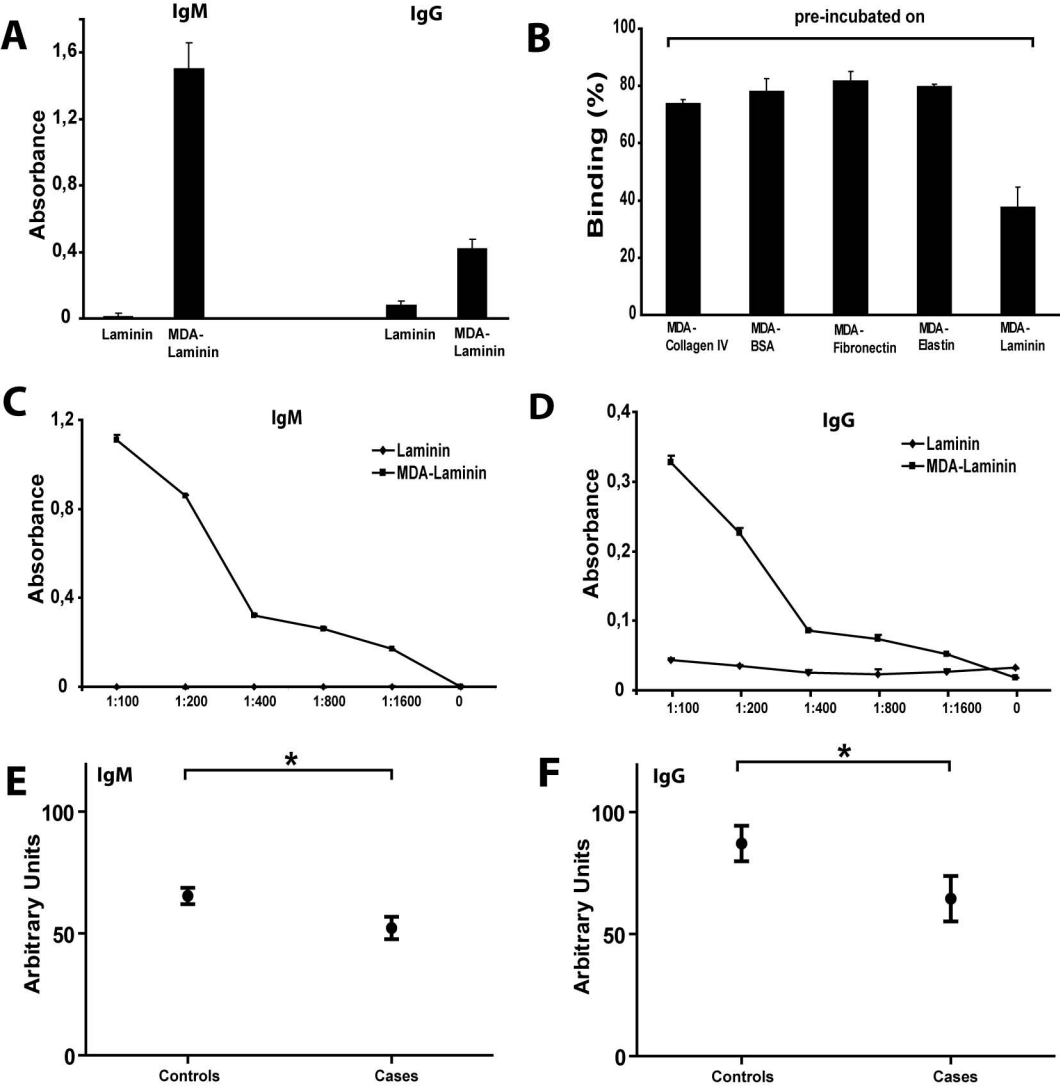 A
IgM
IgG
Absorbance
1,6
1,2
0,8
0,4
0
Laminin
MDA-
Laminin
Laminin
MDA-
Laminin
B
pre-incubated on
Binding (%)
100
80
60
40
20
0
MDA-
Collagen IV
MDA-
BSA
MDA-
Fibronectin
MDA-
Elastin
MDA-
Laminin
C
IgM
Absorbance
1,2
0,8
0,4
0
Laminin
MDA-Laminin
1:100
1:200
1:400
1:800
1:1600
0
D
IgG
Absorbance
0,4
0,3
0,2
0,1
0
Laminin
MDA-Laminin
1:100
1:200
1:400
1:800
1:1600
0
E
IgM
*
Arbitrary Units
100
50
0
Controls
Cases
F
IgG
*
Arbitrary Units
100
50
0
Controls
Cases